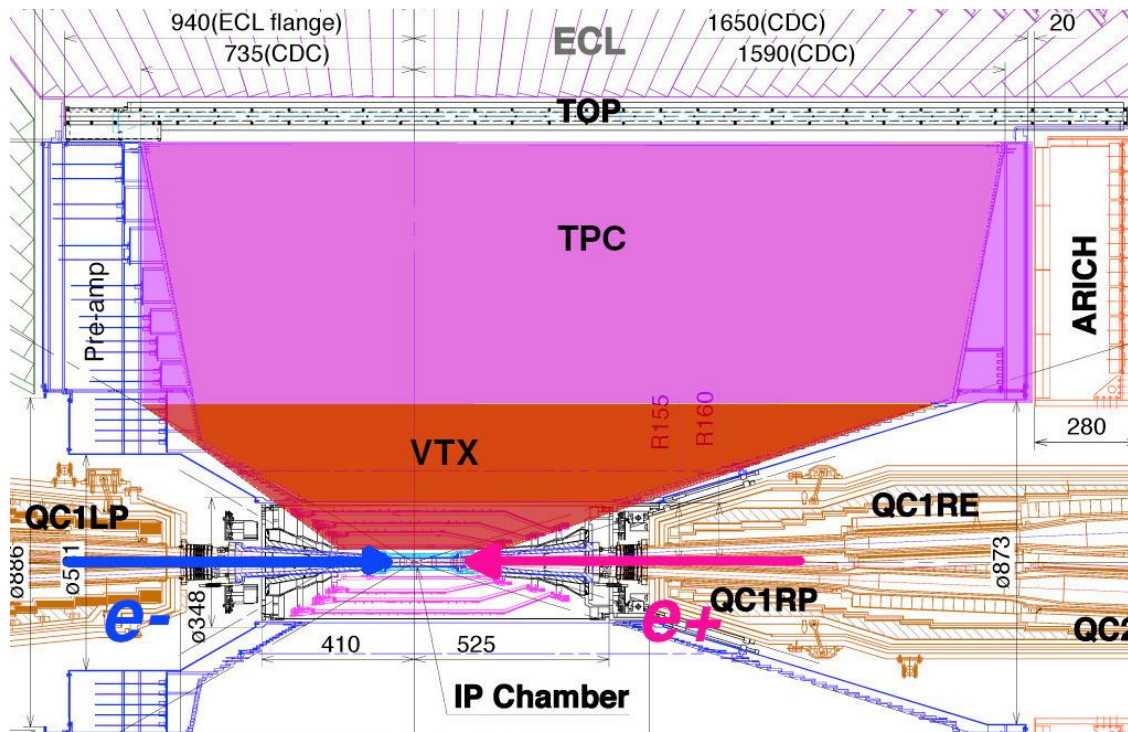 940(ECL flange)
1650(CDC)
20
ECL
735(CDC)
1590(CDC)
TOP
TPC
Pre-amp
ARICH
R155
R160
280
VTX
QC1LP
QC1RE
ø886
ø511
ø348
ø873
e-
e+
QC1RP
QC2
410
525
IP Chamber